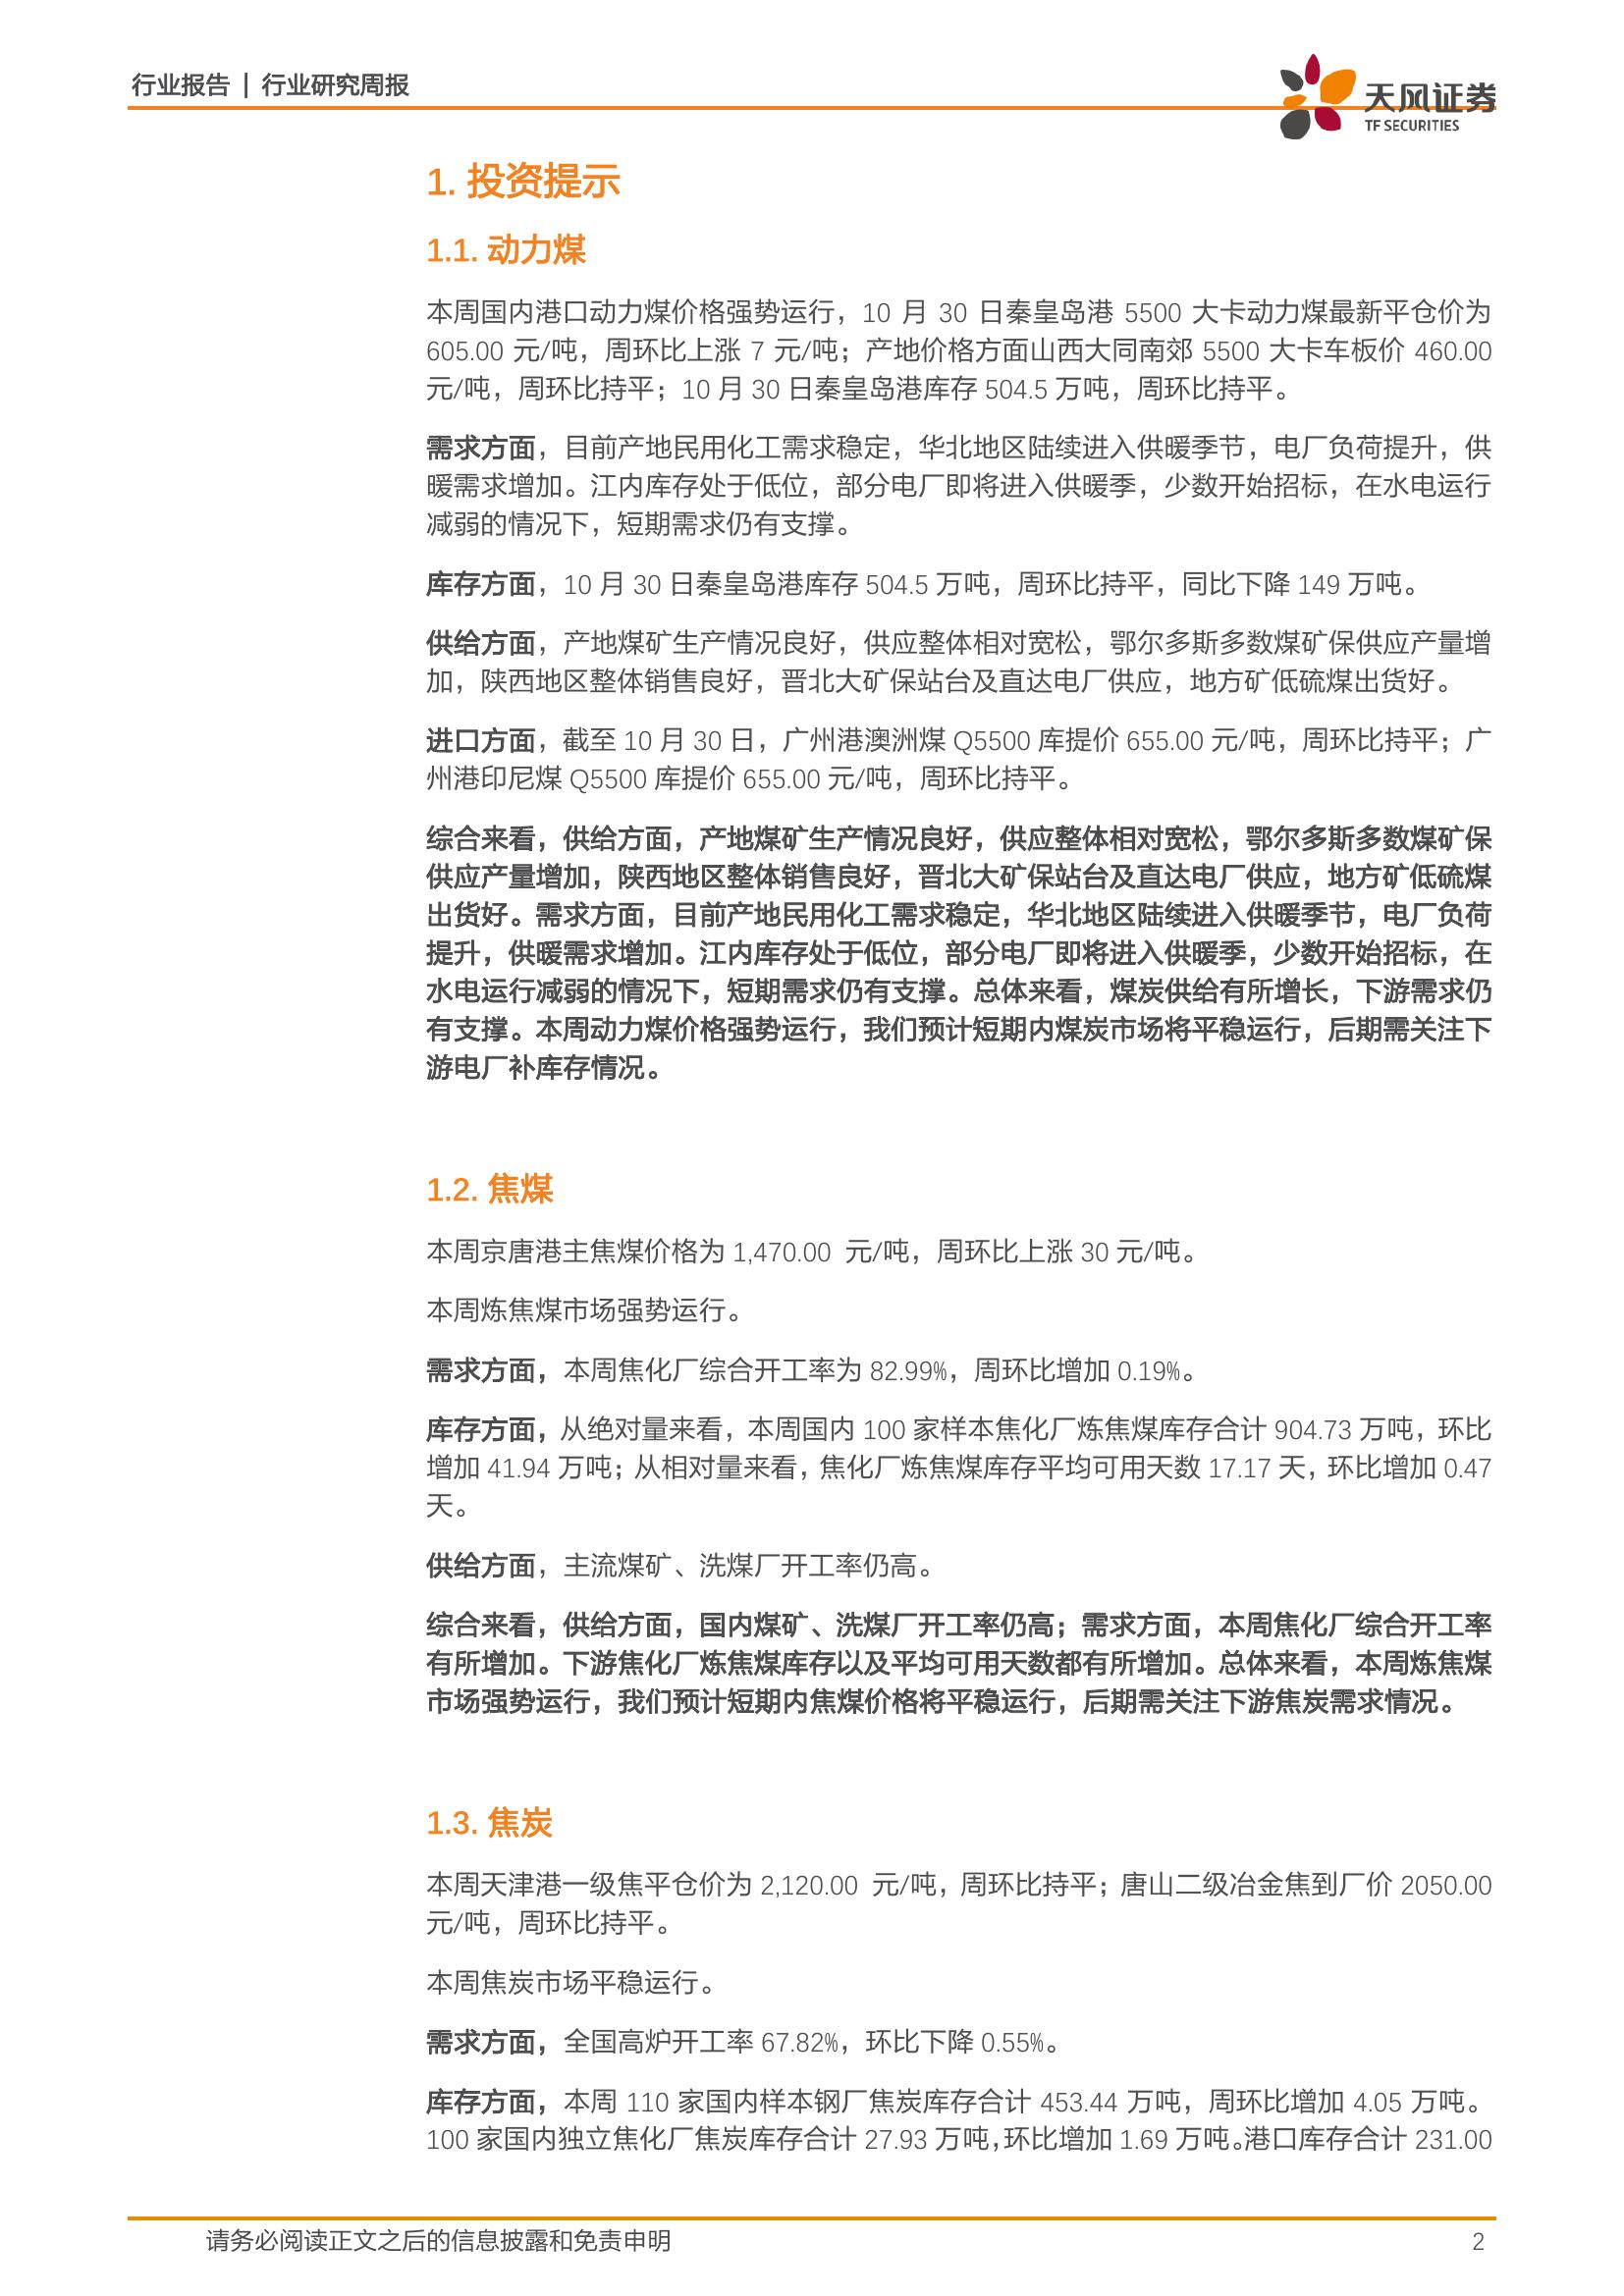 行业报告 | 行业研究周报
天风证券
TF SECURITIES
1. 投资提示
1.1. 动力煤
本周国内港口动力煤价格强势运行，10 月 30 日秦皇岛港 5500 大卡动力煤最新平仓价为
605.00 元/吨，周环比上涨 7 元/吨；产地价格方面山西大同南郊 5500 大卡车板价 460.00
元/吨，周环比持平；10 月 30 日秦皇岛港库存 504.5 万吨，周环比持平。
需求方面，目前产地民用化工需求稳定，华北地区陆续进入供暖季节，电厂负荷提升，供
暖需求增加。江内库存处于低位，部分电厂即将进入供暖季，少数开始招标，在水电运行
减弱的情况下，短期需求仍有支撑。
库存方面，10 月 30 日秦皇岛港库存 504.5 万吨，周环比持平，同比下降 149 万吨。
供给方面，产地煤矿生产情况良好，供应整体相对宽松，鄂尔多斯多数煤矿保供应产量增
加，陕西地区整体销售良好，晋北大矿保站台及直达电厂供应，地方矿低硫煤出货好。
进口方面，截至 10 月 30 日，广州港澳洲煤 Q5500 库提价 655.00 元/吨，周环比持平；广
州港印尼煤 Q5500 库提价 655.00 元/吨，周环比持平。
综合来看，供给方面，产地煤矿生产情况良好，供应整体相对宽松，鄂尔多斯多数煤矿保
供应产量增加，陕西地区整体销售良好，晋北大矿保站台及直达电厂供应，地方矿低硫煤
出货好。需求方面，目前产地民用化工需求稳定，华北地区陆续进入供暖季节，电厂负荷
提升，供暖需求增加。江内库存处于低位，部分电厂即将进入供暖季，少数开始招标，在
水电运行减弱的情况下，短期需求仍有支撑。总体来看，煤炭供给有所增长，下游需求仍
有支撑。本周动力煤价格强势运行，我们预计短期内煤炭市场将平稳运行，后期需关注下
游电厂补库存情况。
1.2. 焦煤
本周京唐港主焦煤价格为 1,470.00 元/吨，周环比上涨 30 元/吨。
本周炼焦煤市场强势运行。
需求方面，本周焦化厂综合开工率为 82.99%，周环比增加 0.19%。
库存方面，从绝对量来看，本周国内 100 家样本焦化厂炼焦煤库存合计 904.73 万吨，环比
增加 41.94 万吨；从相对量来看，焦化厂炼焦煤库存平均可用天数 17.17 天，环比增加 0.47
天。
供给方面，主流煤矿、洗煤厂开工率仍高。
综合来看，供给方面，国内煤矿、洗煤厂开工率仍高；需求方面，本周焦化厂综合开工率
有所增加。下游焦化厂炼焦煤库存以及平均可用天数都有所增加。总体来看，本周炼焦煤
市场强势运行，我们预计短期内焦煤价格将平稳运行，后期需关注下游焦炭需求情况。
1.3. 焦炭
本周天津港一级焦平仓价为 2,120.00 元/吨，周环比持平；唐山二级冶金焦到厂价 2050.00
元/吨，周环比持平。
本周焦炭市场平稳运行。
需求方面，全国高炉开工率 67.82%，环比下降 0.55%。
库存方面，本周 110 家国内样本钢厂焦炭库存合计 453.44 万吨，周环比增加 4.05 万吨。
100 家国内独立焦化厂焦炭库存合计 27.93 万吨，环比增加 1.69 万吨。港口库存合计 231.00
请务必阅读正文之后的信息披露和免责申明
2